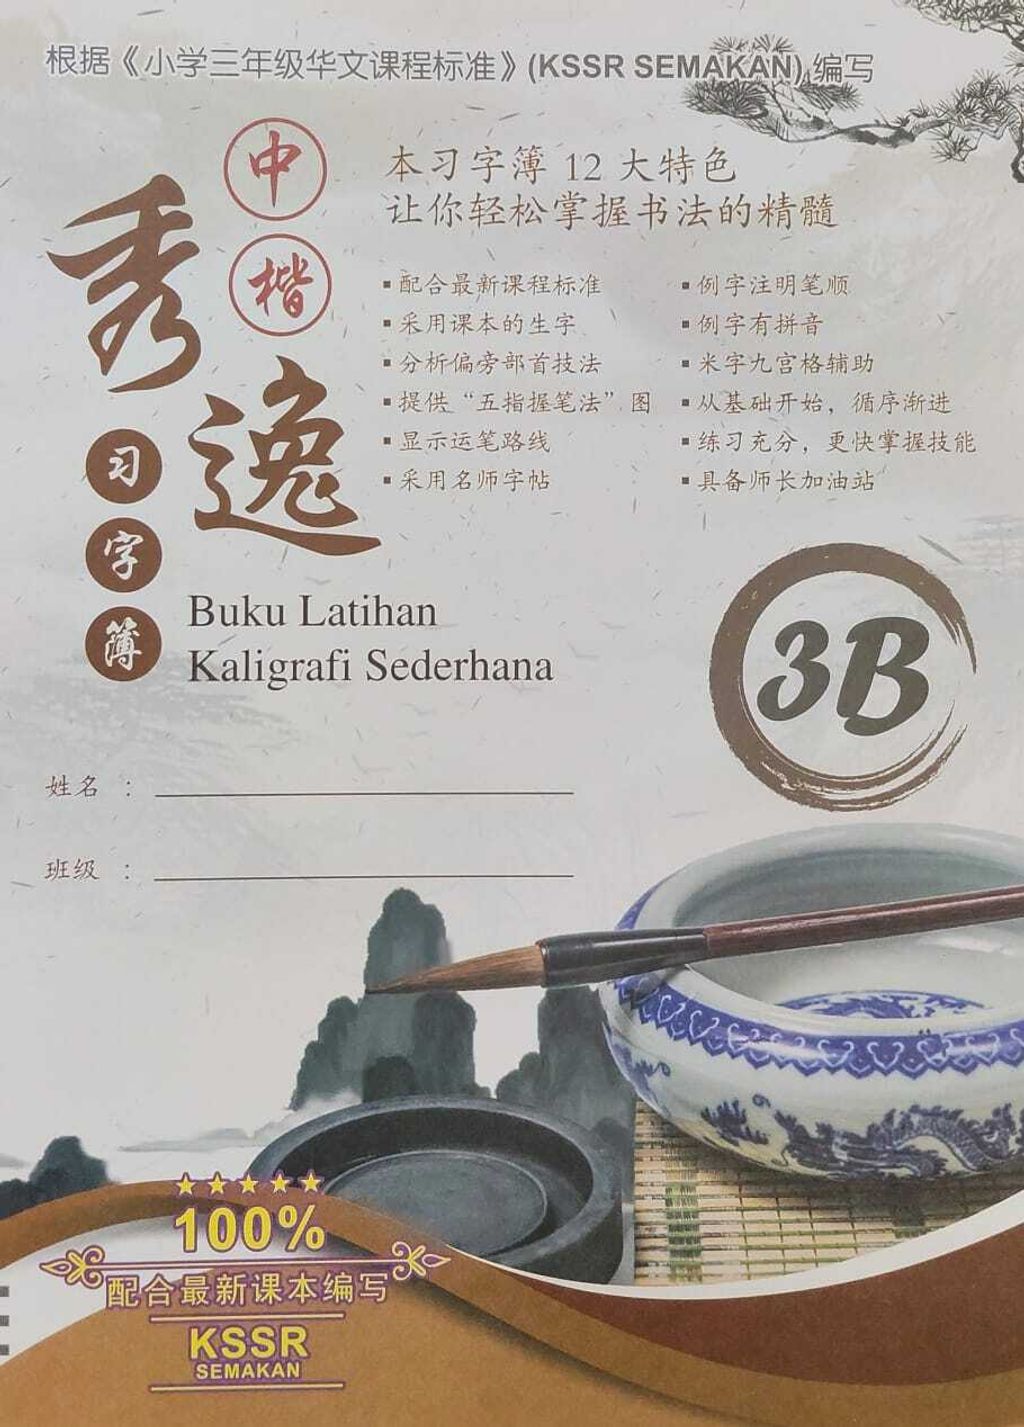 根据《小学三年级华文课程标准》(KSSR SEMAKAN) 编写
中楷
秀逸
习字簿
Buku Latihan
Kaligrafi Sederhana
本习字簿 12 大特色
让你轻松掌握书法的精髓
▪配合最新课程标准
▪采用课本的生字
▪分析偏旁部首技法
▪提供“五指握笔法”图
▪显示运笔路线
▪采用名师字帖
▪例字注明笔顺
▪例字有拼音
▪米字九宫格辅助
▪从基础开始，循序渐进
▪练习充分，更快掌握技能
▪具备师长加油站
3B
姓名 ：
班级 ：
100%
配合最新课本编写
KSSR
SEMAKAN